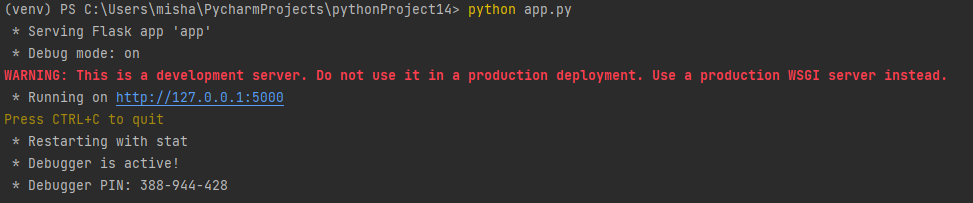 (venv) PS C:\Users\misha\PycharmProjects\pythonProject14> python app.py
* Serving Flask app 'app'
* Debug mode: on
WARNING: This is a development server. Do not use it in a production deployment. Use a production WSGI server instead.
* Running on http://127.0.0.1:5000
Press CTRL+C to quit
* Restarting with stat
* Debugger is active!
* Debugger PIN: 388-944-428